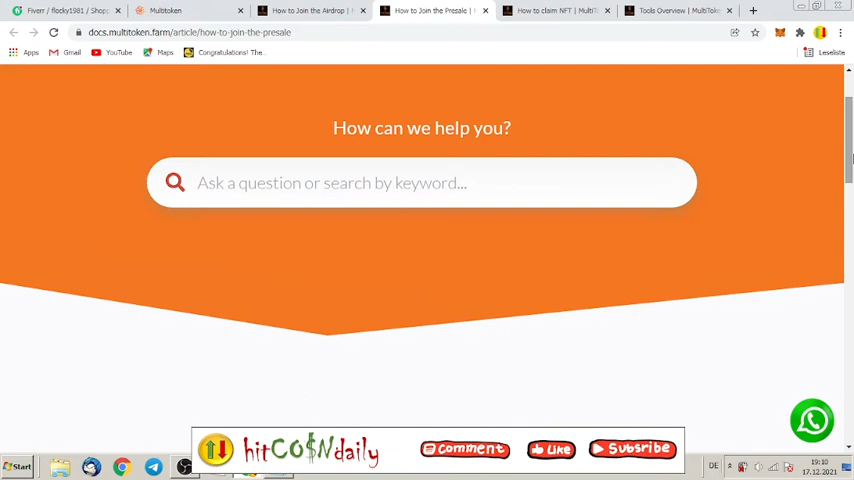 Fiverr / flocky1981 / Shopp
Multitoken
How to Join the Airdrop |
How to Join the Presale |
How to claim NFT | MultiTo
Tools Overview | MultiToke
docs.multitoken.farm/article/how-to-join-the-presale
Apps
Gmail
YouTube
Maps
Congratulations! The...
Leseliste
How can we help you?
Ask a question or search by keyword...
hitCO$Ndaily
Comment
Like
Subsribe
Start
DE
19:10
17.12.2021